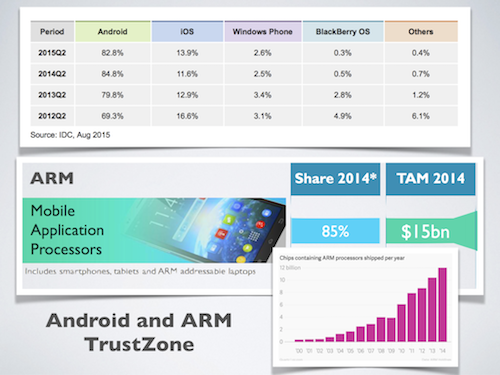 Period Android iOS Windows Phone BlackBerry OS Others
2015Q2 82.8% 13.9% 2.6% 0.3% 0.4%
2014Q2 84.8% 11.6% 2.5% 0.5% 0.7%
2013Q2 79.8% 12.9% 3.4% 2.8% 1.2%
2012Q2 69.3% 16.6% 3.1% 4.9% 6.1%
Source: IDC, Aug 2015
ARM Share 2014* TAM 2014
Mobile
Application
Processors
85% $15bn
Includes smartphones, tablets and ARM addressable laptops
Chips containing ARM processors shipped per year
12 billion
10
8
6
4
2
0
'00 '01 '02 '03 '04 '05 '06 '07 '08 '09 '10 '11 '12 '13 '14
Android and ARM
TrustZone